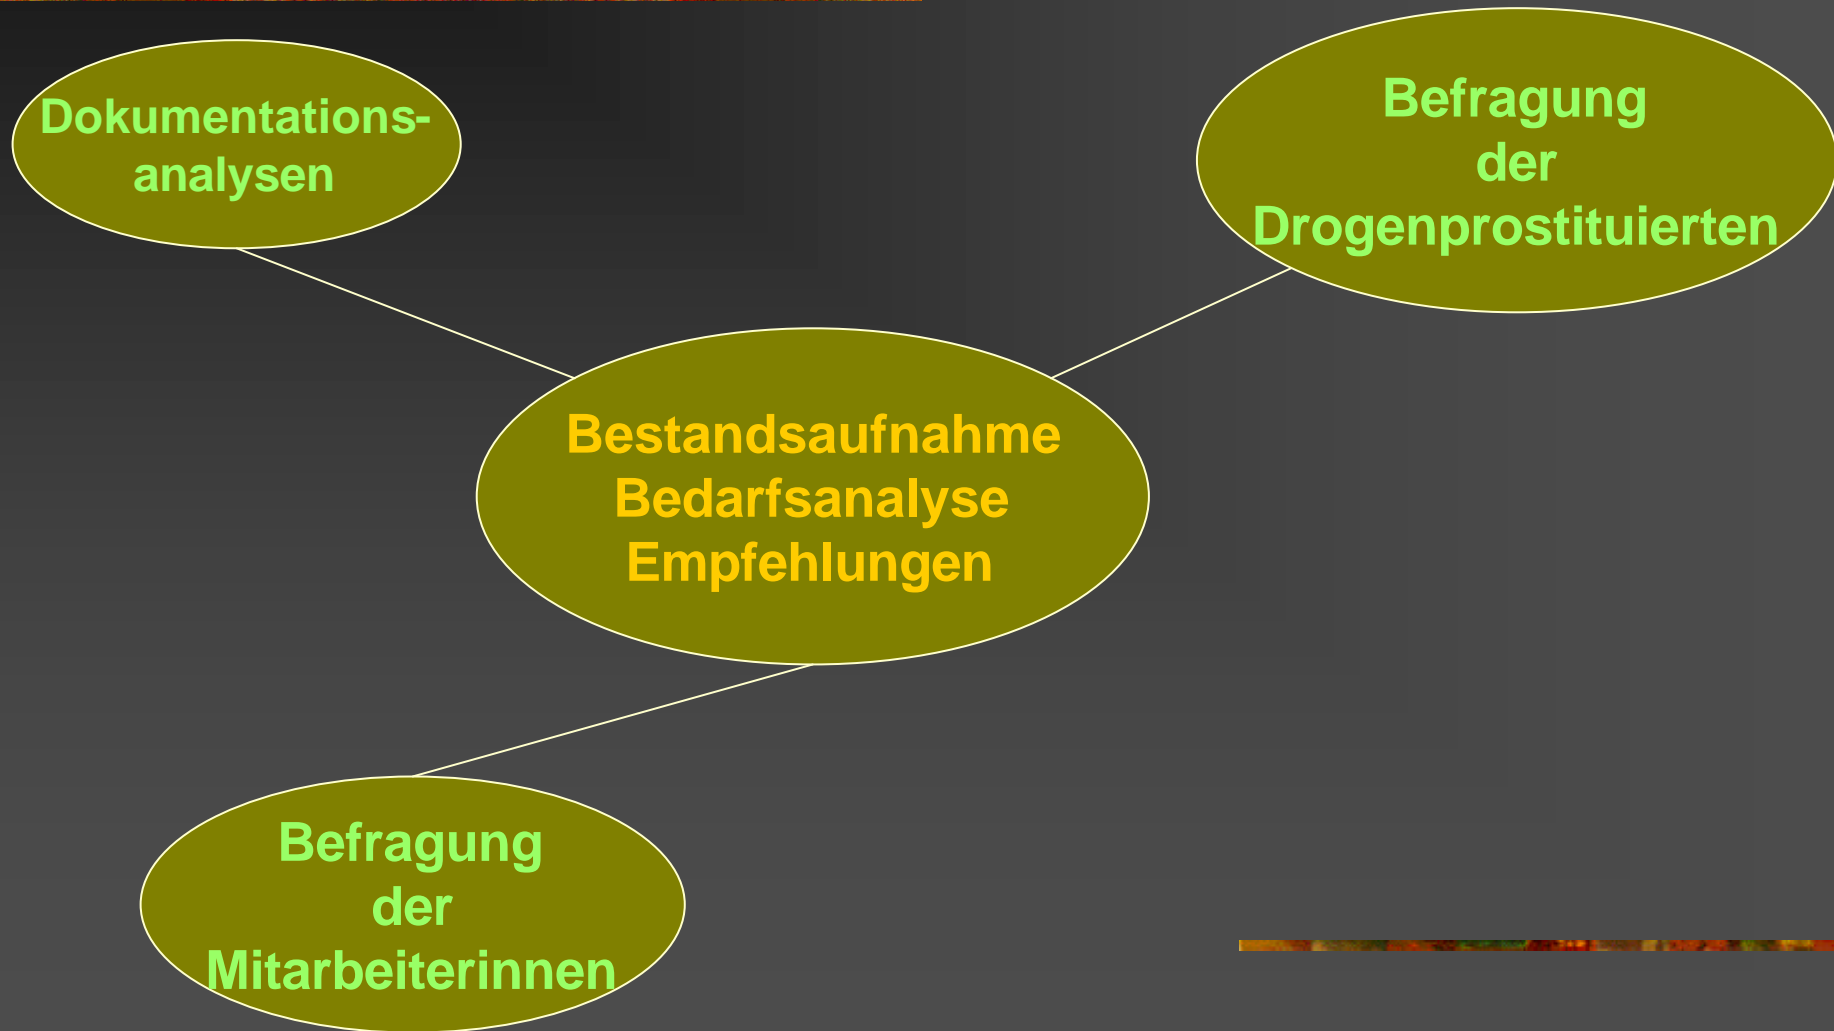 Dokumentations-
analysen
Befragung
der
Drogenprostituierten
Bestandsaufnahme
Bedarfsanalyse
Empfehlungen
Befragung
der
Mitarbeiterinnen